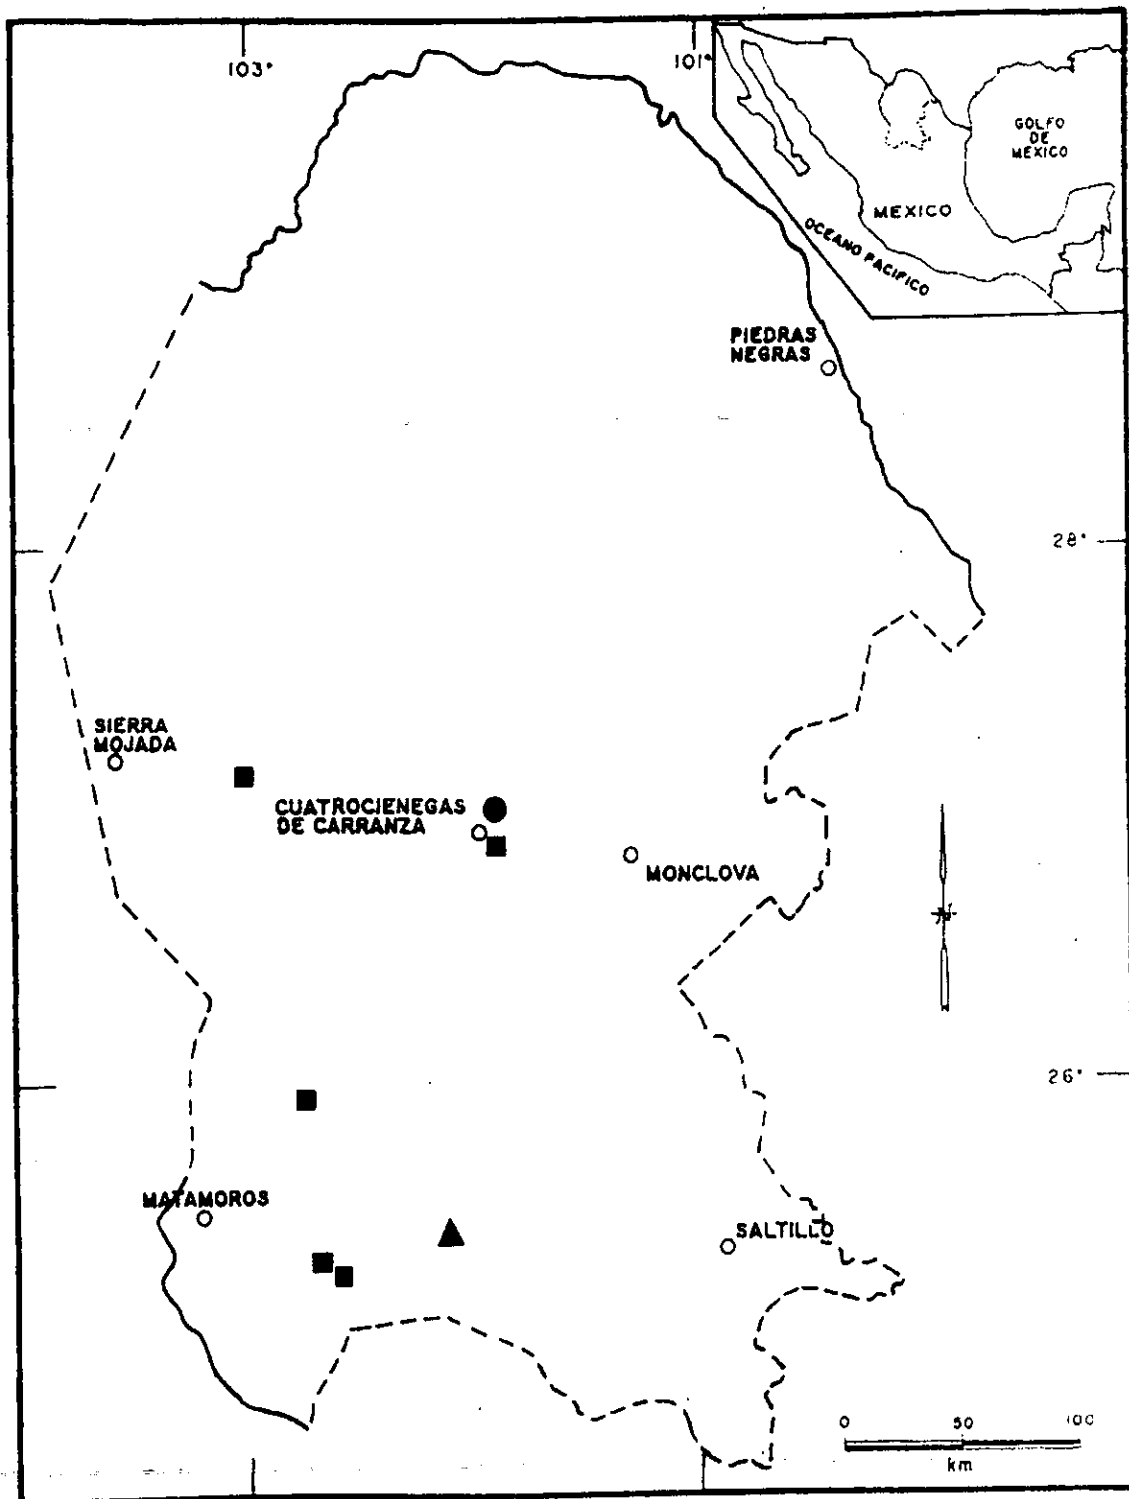 103°
101°
GOLFO
DE
MEXICO
MEXICO
OCEANO PACIFICO
PIEDRAS
NEGRAS
28°
SIERRA
MOJADA
CUATROCIENEGAS
DE CARRANZA
MONCLOVA
26°
MATAMOROS
SALTILLO
0 50 100
km